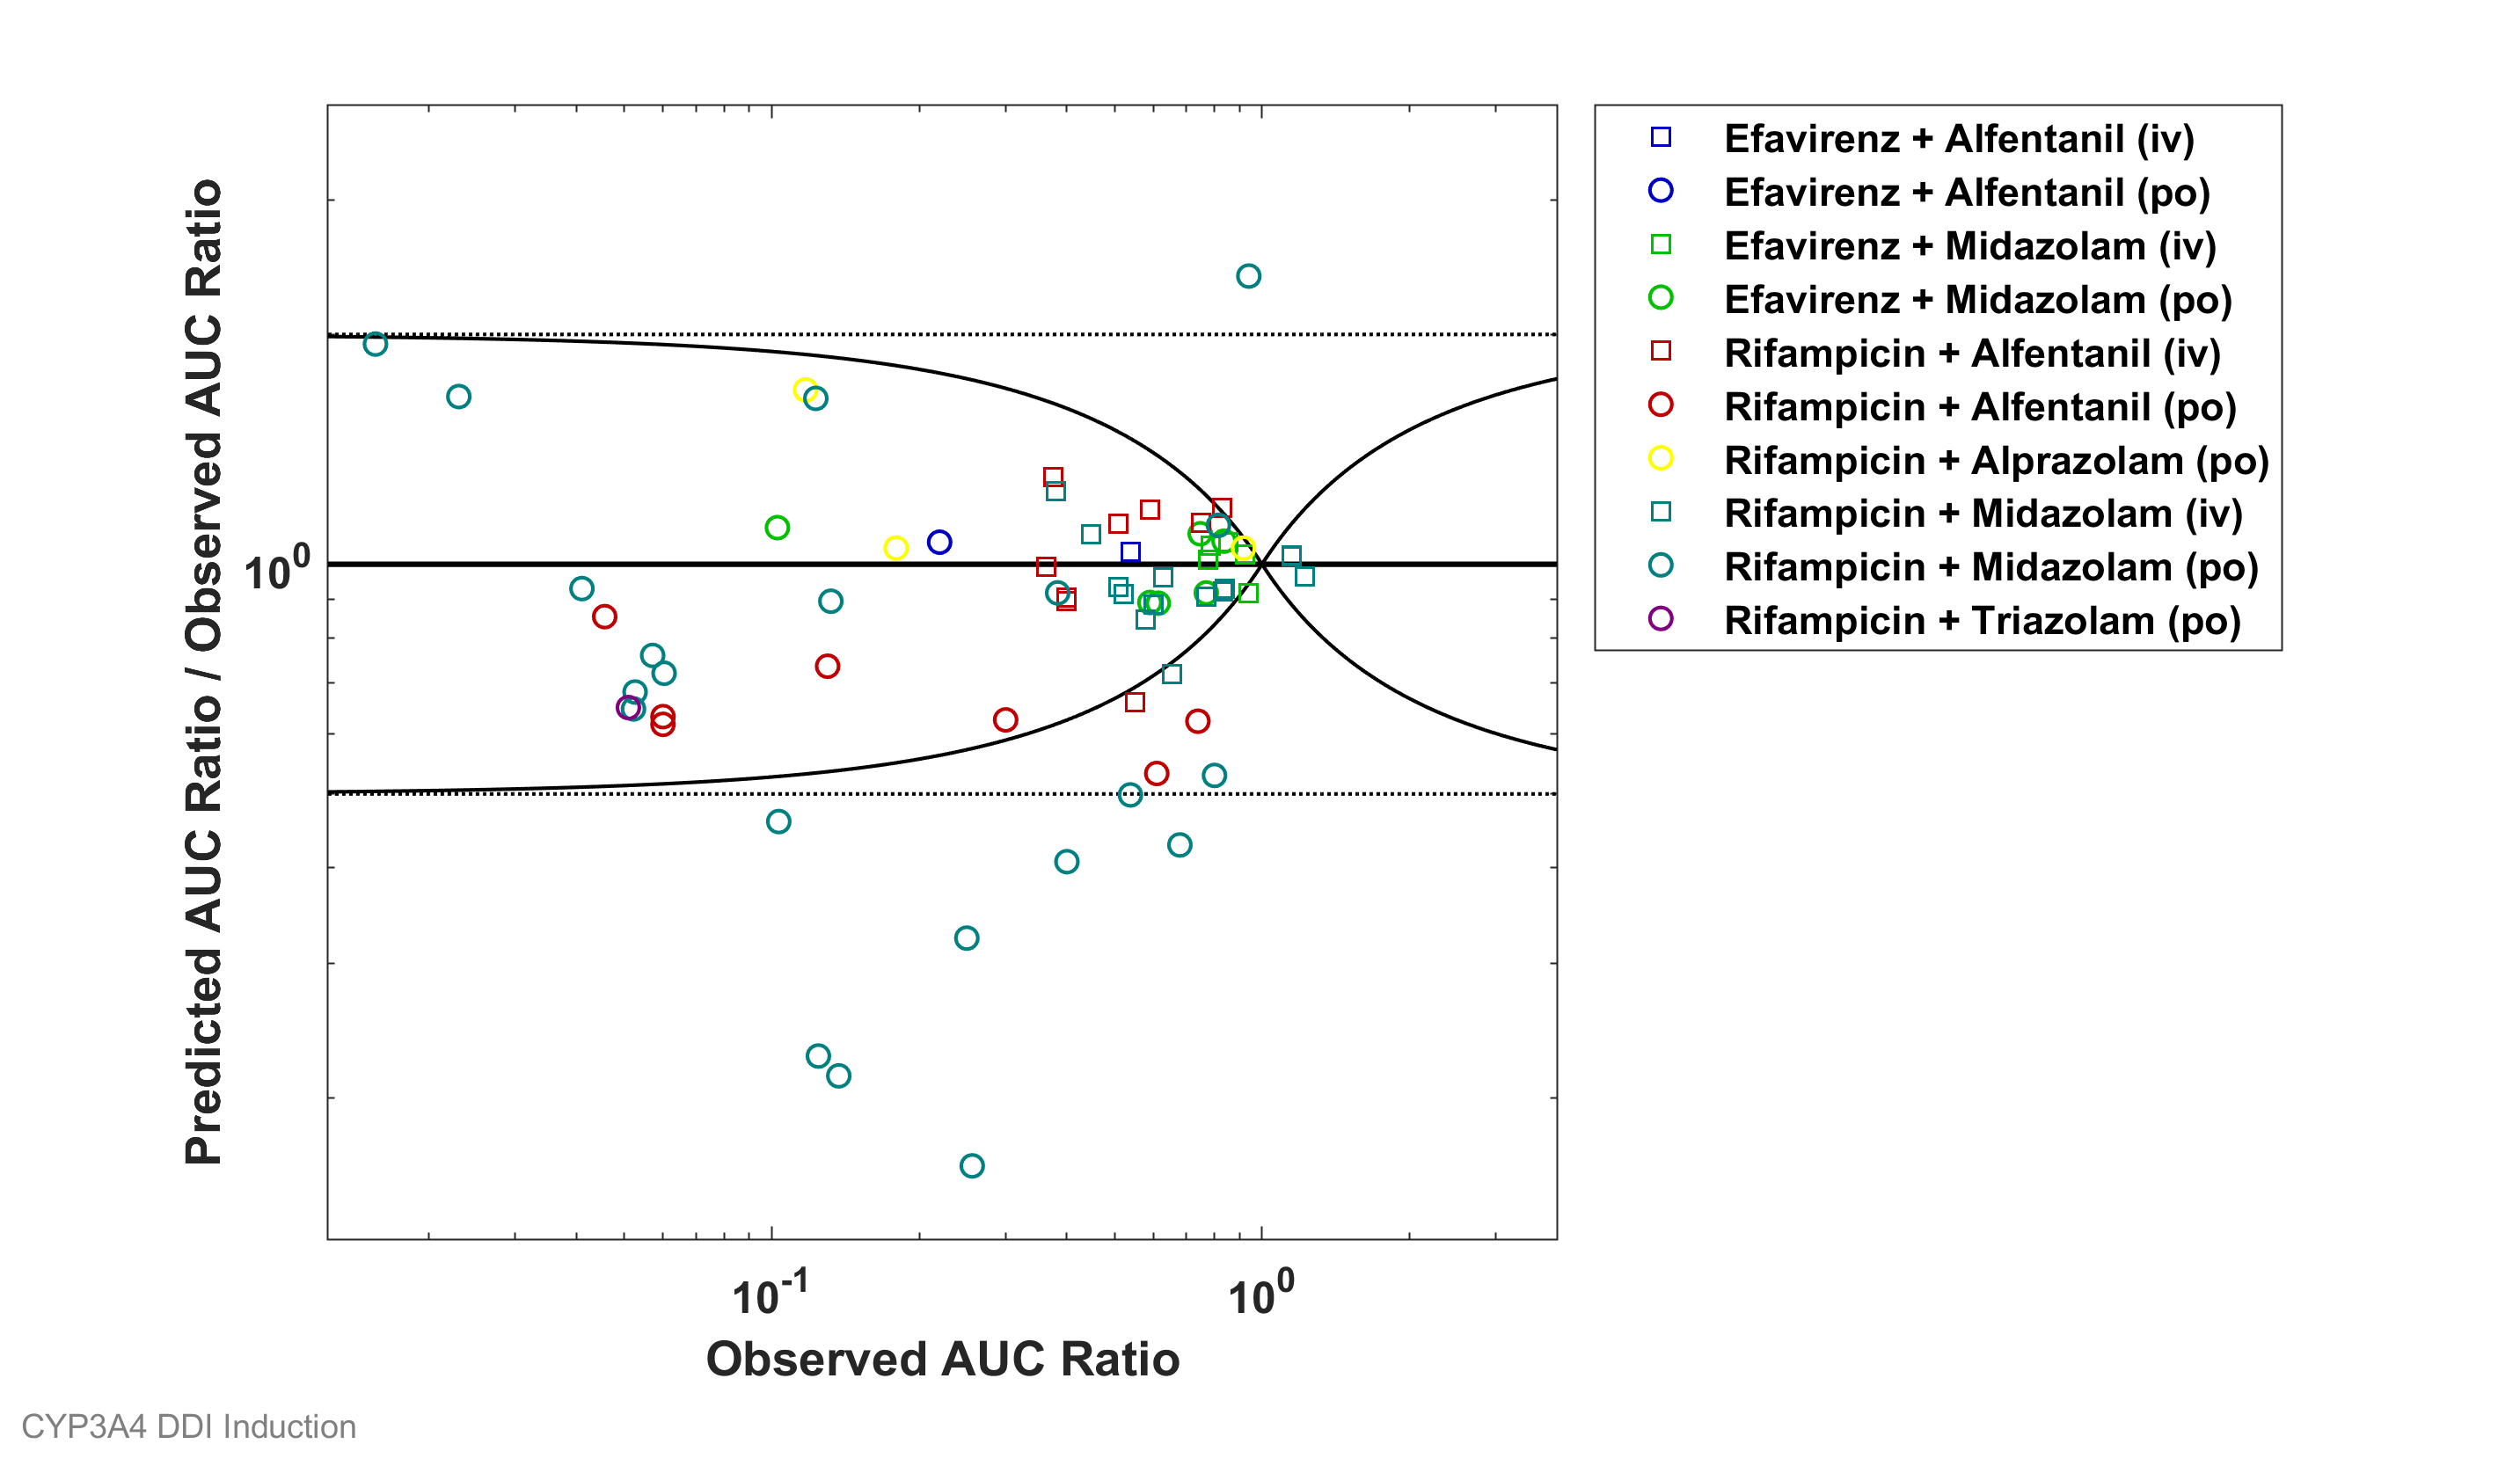 Predicted AUC Ratio / Observed AUC Ratio
10^0
10^-1
10^0
Observed AUC Ratio
Efavirenz + Alfentanil (iv)
Efavirenz + Alfentanil (po)
Efavirenz + Midazolam (iv)
Efavirenz + Midazolam (po)
Rifampicin + Alfentanil (iv)
Rifampicin + Alfentanil (po)
Rifampicin + Alprazolam (po)
Rifampicin + Midazolam (iv)
Rifampicin + Midazolam (po)
Rifampicin + Triazolam (po)
CYP3A4 DDI Induction